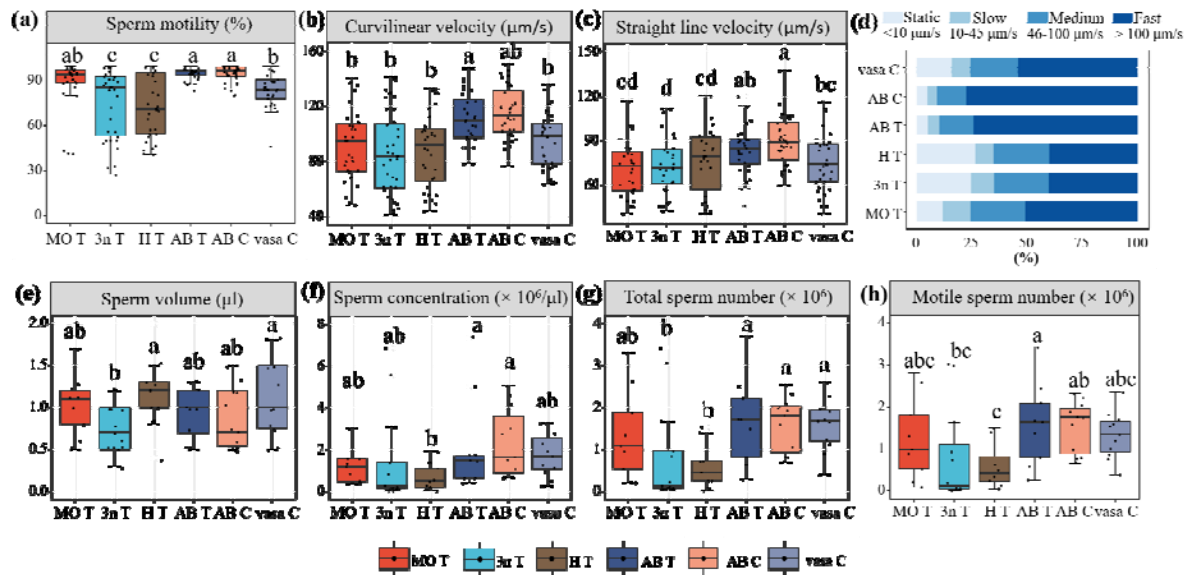 (a) Sperm motility (%)
ab c c a a b
90
60
30
0
MO T 3n T H T AB T AB C vasa C
(b) Curvilinear velocity (μm/s)
160
120
80
40
b b b a a b
MO T 3n T H T AB T AB C vasa C
(c) Straight line velocity (μm/s)
150
90
60
cd d cd ab a bc
MO T 3n T H T AB T AB C vasa C
(d) Static Slow Medium Fast
<10 μm/s 10-45 μm/s 46-100 μm/s > 100 μm/s
vasa C
AB C
AB T
H T
3n T
MO T
0 25 50 75 100
(%)
(e) Sperm volume (μl)
2.0
1.5
1.0
0.5
0.0
ab b a ab ab a
MO T 3n T H T AB T AB C vasa C
(f) Sperm concentration (× 10⁶/μl)
8
6
4
2
0
ab ab b a a ab
MO T 3n T H T AB T AB C vasa C
(g) Total sperm number (× 10⁶)
4
3
2
1
0
ab b b a a a
MO T 3n T H T AB T AB C vasa C
(h) Motile sperm number (× 10⁶)
4
3
2
1
0
abc bc c a ab abc
MO T 3n T H T AB T AB C vasa C
MO T 3n T H T AB T AB C vasa C